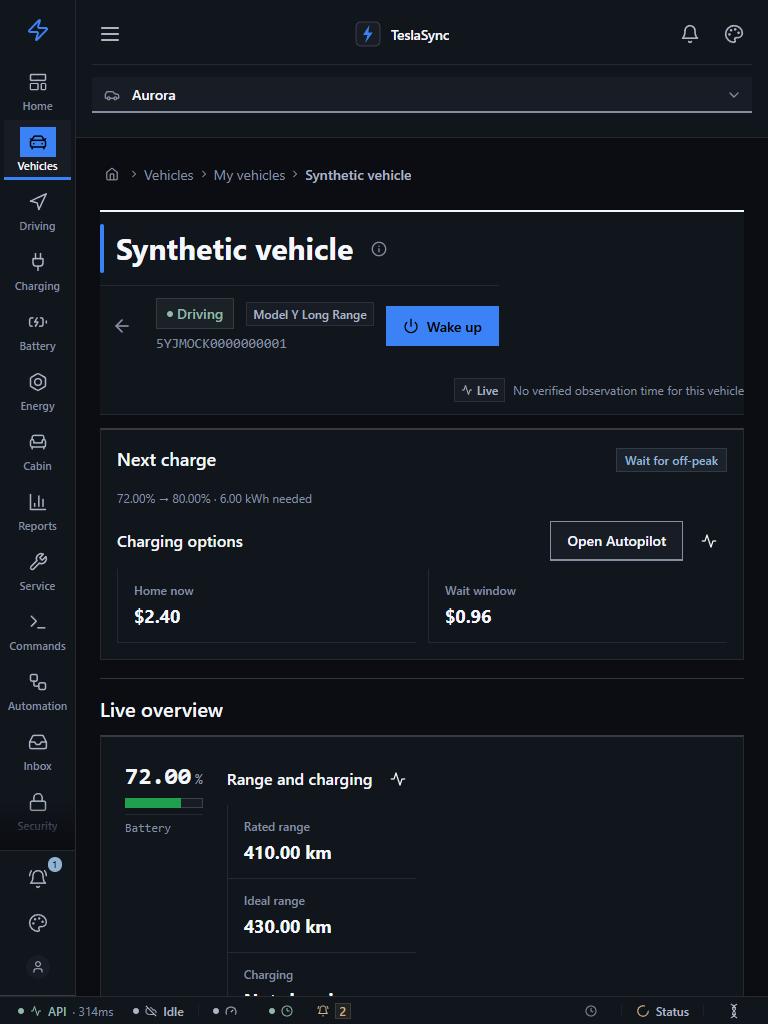 TeslaSync
Aurora
Home
Vehicles
Driving
Charging
Battery
Energy
Cabin
Reports
Service
Commands
Automation
Inbox
Security
1
Vehicles
My vehicles
Synthetic vehicle
Synthetic vehicle
Driving
Model Y Long Range
Wake up
5YJMOCK0000000001
Live
No verified observation time for this vehicle
Next charge
Wait for off-peak
72.00% → 80.00% · 6.00 kWh needed
Charging options
Open Autopilot
Home now
$2.40
Wait window
$0.96
Live overview
72.00 %
Battery
Range and charging
Rated range
410.00 km
Ideal range
430.00 km
Charging
API · 314ms
Idle
2
Status